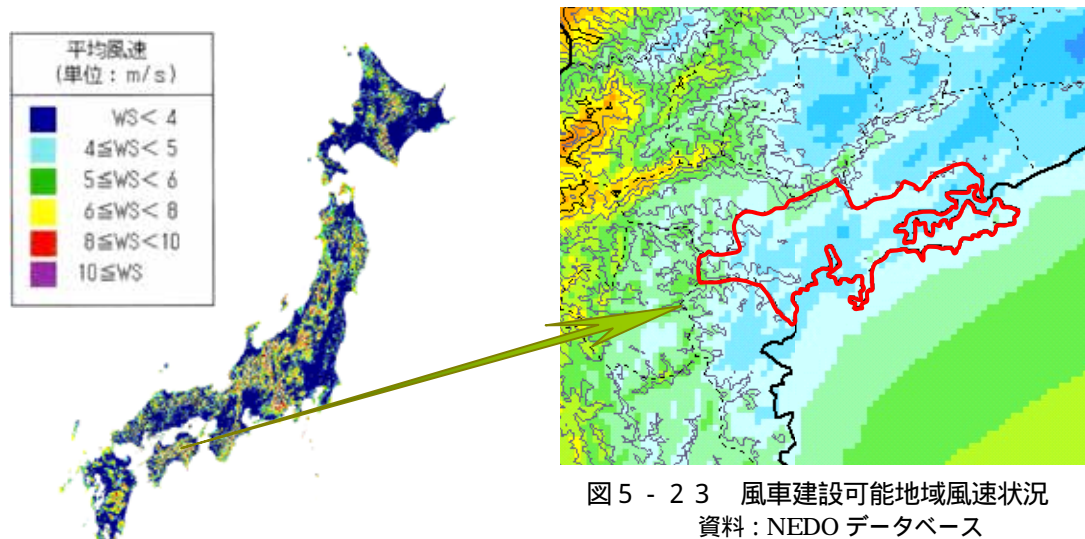 平均風速
(単位：m/s)
WS< 4
4≦WS< 5
5≦WS< 6
6≦WS< 8
8≦WS<10
10≦WS
図５-２３　風車建設可能地域風速状況
資料：NEDO データベース